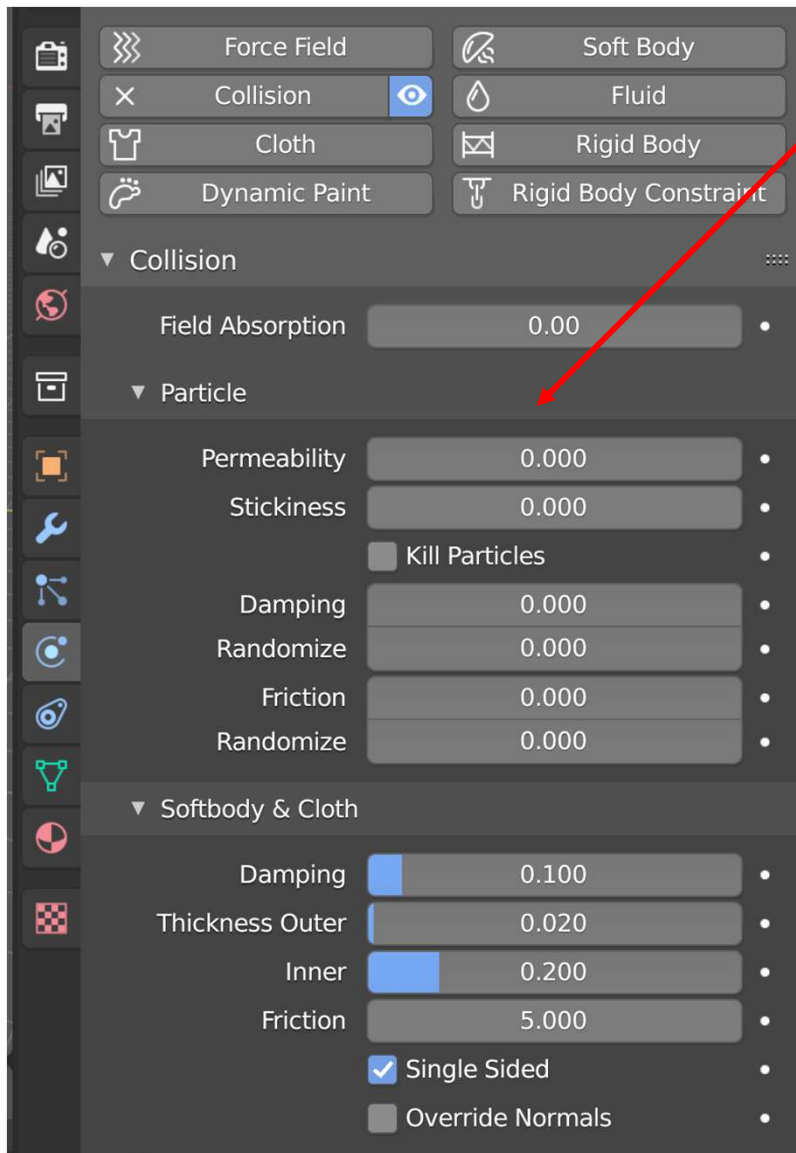 Force Field Soft Body
Collision Fluid
Cloth Rigid Body
Dynamic Paint Rigid Body Constraint
Collision
Field Absorption 0.00
Particle
Permeability 0.000
Stickiness 0.000
Kill Particles
Damping 0.000
Randomize 0.000
Friction 0.000
Randomize 0.000
Softbody & Cloth
Damping 0.100
Thickness Outer 0.020
Inner 0.200
Friction 5.000
Single Sided
Override Normals